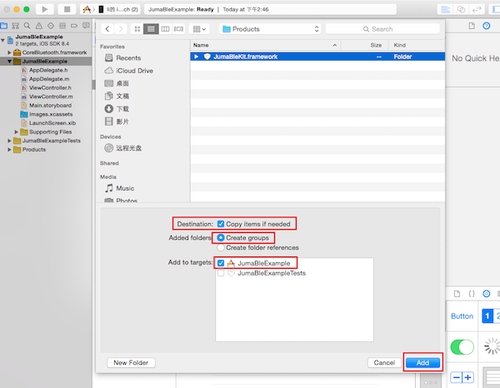 的i...ch (2)
JumaBleExample: Ready | Today at 下午2:46
JumaBleExample
2 targets, iOS SDK 8.4
CoreBluetooth.framework
JumaBleExample
AppDelegate.h
AppDelegate.m
ViewController.h
ViewController.m
Main.storyboard
Images.xcassets
LaunchScreen.xib
Supporting Files
JumaBleExampleTests
Products
Products
Search
Favorites
Recents
iCloud Drive
桌面
文稿
下载
影片
Devices
远程光盘
Shared
Media
Music
Photos
Name
Size
Kind
JumaBleKit.framework
--
Folder
Destination: Copy items if needed
Added folders: Create groups
Create folder references
Add to targets: JumaBleExample
JumaBleExampleTests
New Folder
Cancel
Add
No Quick He
Button
1
2